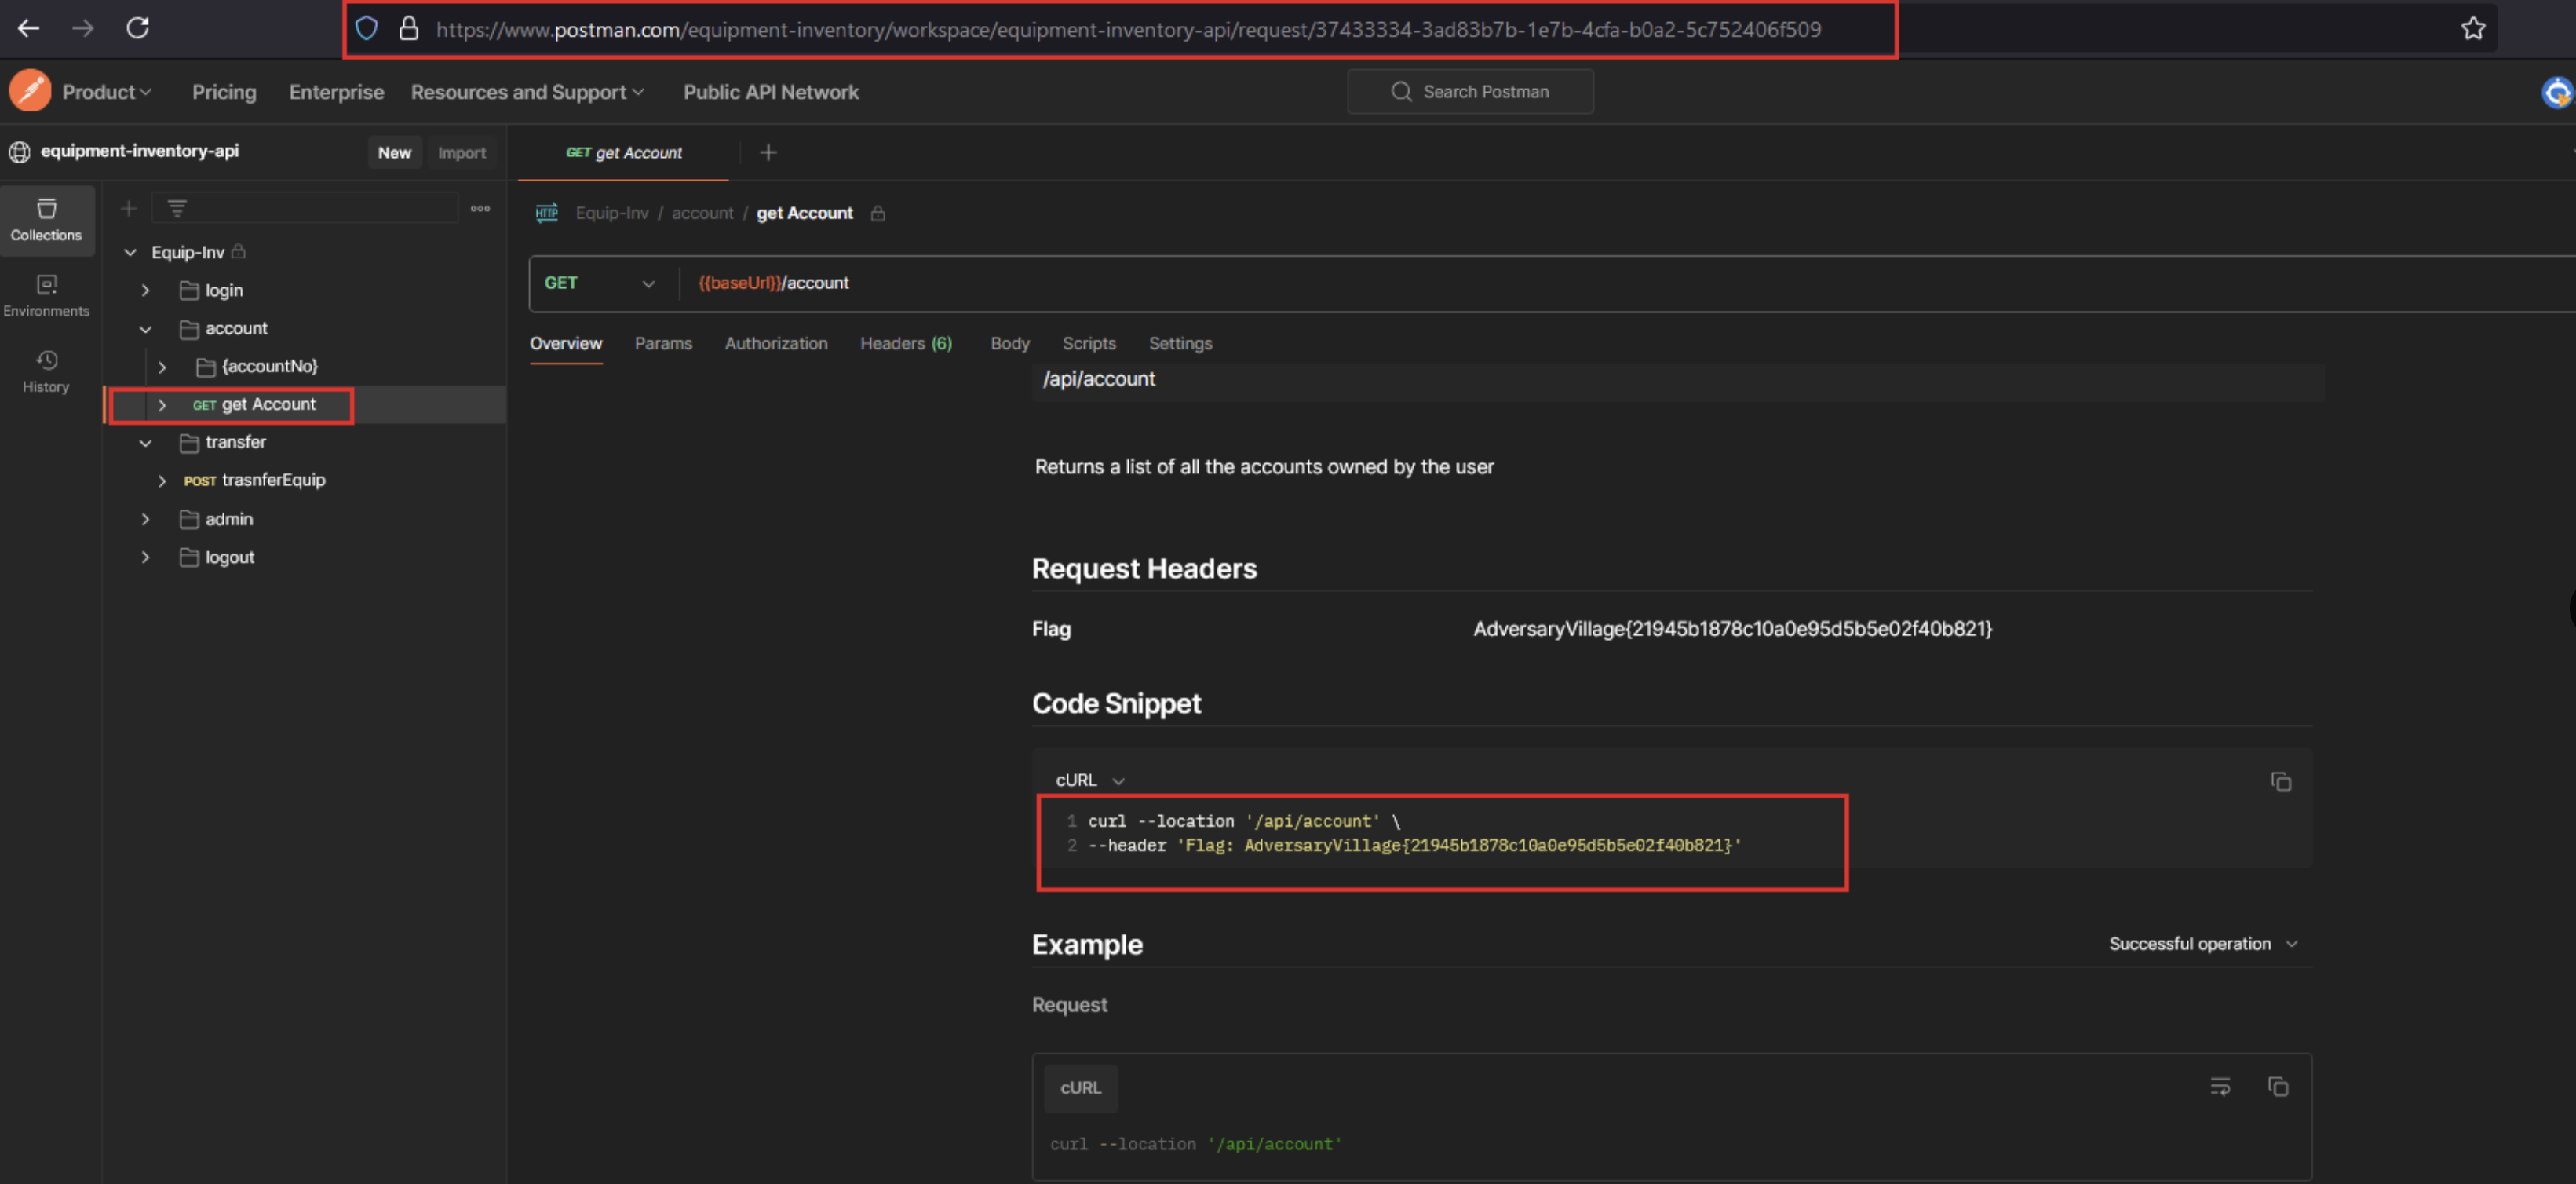 https://www.postman.com/equipment-inventory/workspace/equipment-inventory-api/request/37433334-3ad83b7b-1e7b-4cfa-b0a2-5c752406f509
Product Pricing Enterprise Resources and Support Public API Network Search Postman
equipment-inventory-api New Import
GET get Account
Collections
Environments
History
Equip-Inv
login
account
{accountNo}
GET get Account
transfer
POST trasnferEquip
admin
logout
HTTP Equip-Inv / account / get Account
GET {{baseUrl}}/account
Overview Params Authorization Headers (6) Body Scripts Settings
/api/account
Returns a list of all the accounts owned by the user
Request Headers
Flag AdversaryVillage{21945b1878c10a0e95d5b5e02f40b821}
Code Snippet
cURL
1 curl --location '/api/account' \
2 --header 'Flag: AdversaryVillage{21945b1878c10a0e95d5b5e02f40b821}'
Example Successful operation
Request
cURL
curl --location '/api/account'